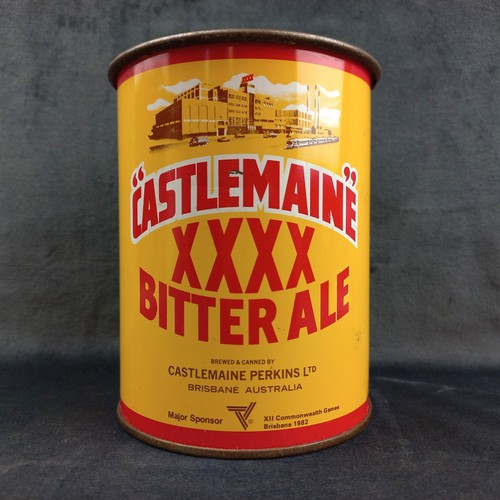 XXXX
“CASTLEMAINE”
XXXX
BITTER ALE
BREWED & CANNED BY
CASTLEMAINE PERKINS LTD
BRISBANE AUSTRALIA
Major Sponsor
XII Commonwealth Games
Brisbane 1982